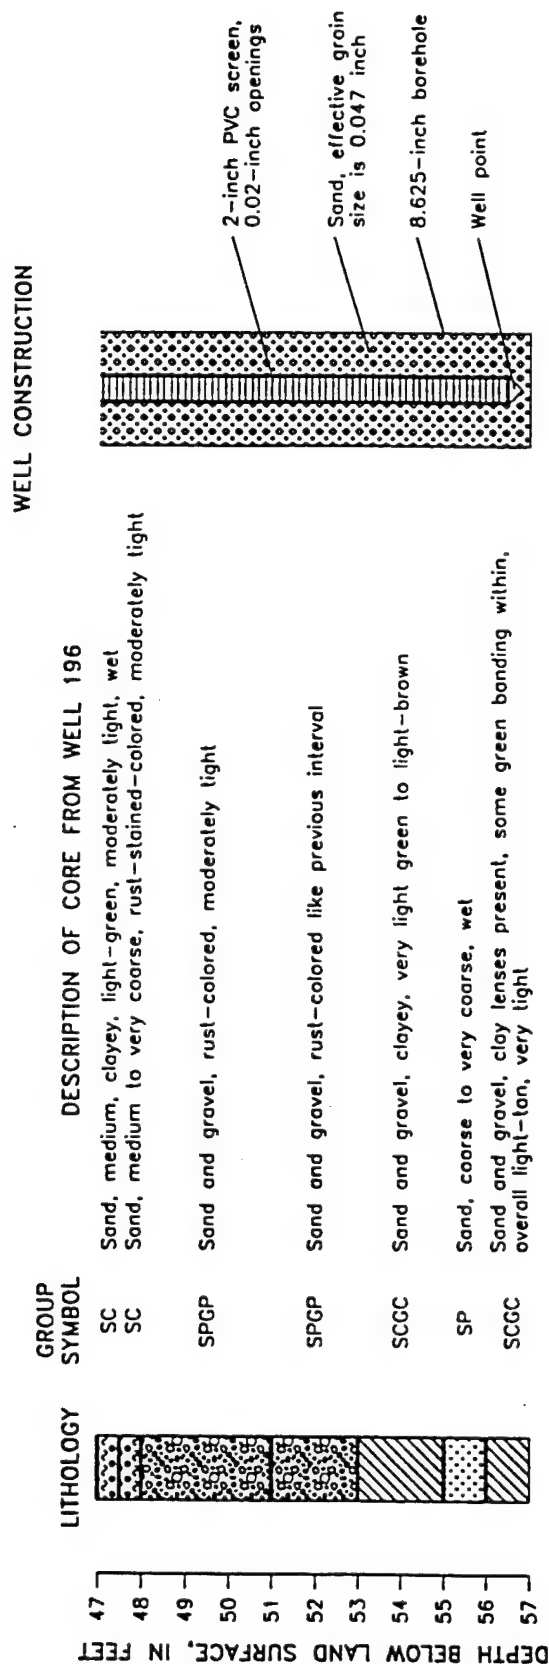 WELL CONSTRUCTION
2-inch PVC screen,
0.02-inch openings
Sand, effective grain
size is 0.047 inch
8.625-inch borehole
Well point
DESCRIPTION OF CORE FROM WELL 196
Sand, medium, clayey, light-green, moderately tight, wet
Sand, medium to very coarse, rust-stained-colored, moderately tight
Sand and gravel, rust-colored, moderately tight
Sand and gravel, rust-colored like previous interval
Sand and gravel, clayey, very light green to light-brown
Sand, coarse to very coarse, wet
Sand and gravel, clay lenses present, some green banding within,
overall light-tan, very tight
GROUP
SYMBOL
SC
SC
SPGP
SPGP
SCGC
SP
SCGC
LITHOLOGY
47
48
49
50
51
52
53
54
55
56
57
DEPTH BELOW LAND SURFACE, IN FEET